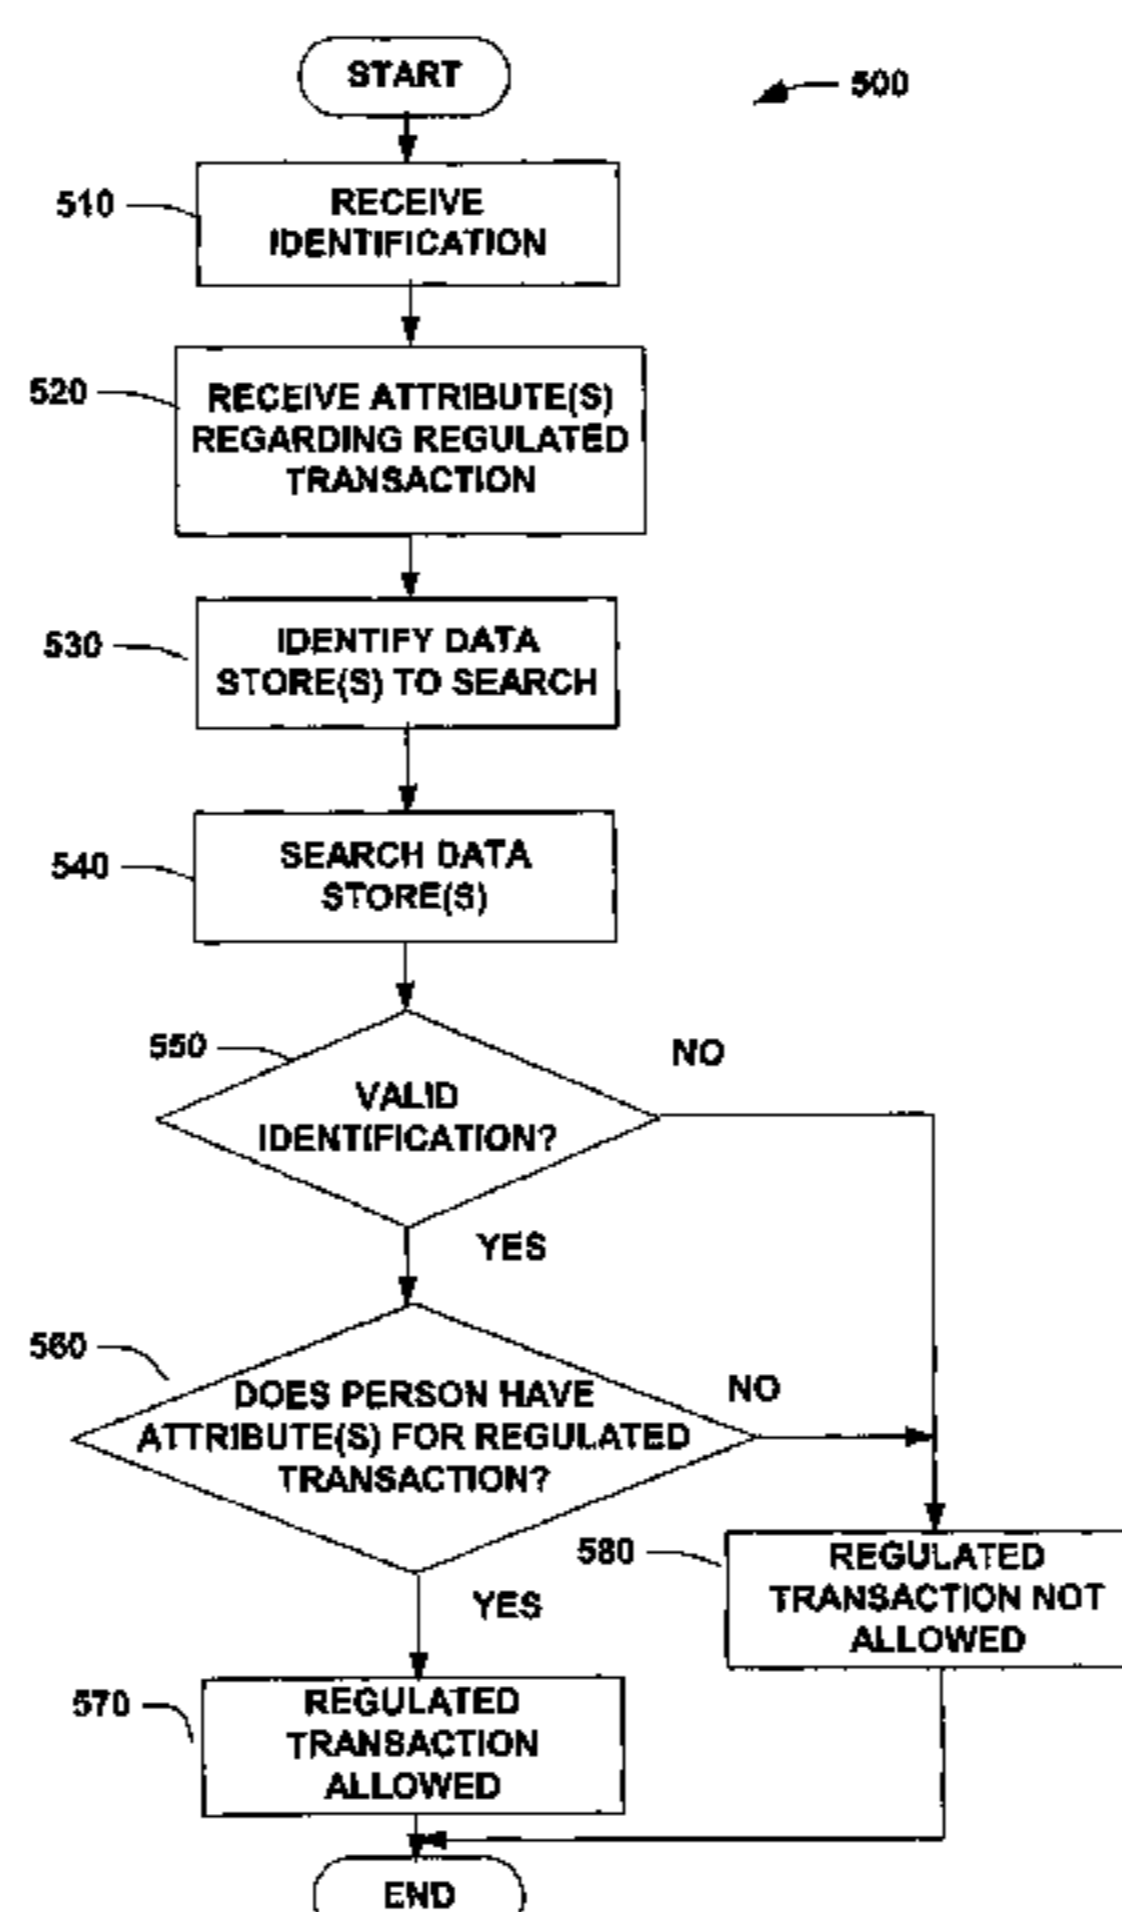 START
500
510
RECEIVE
IDENTIFICATION
520
RECEIVE ATTRIBUTE(S)
REGARDING REGULATED
TRANSACTION
530
IDENTIFY DATA
STORE(S) TO SEARCH
540
SEARCH DATA
STORE(S)
550
NO
VALID
IDENTIFICATION?
YES
560
DOES PERSON HAVE
ATTRIBUTE(S) FOR REGULATED
TRANSACTION?
NO
580
REGULATED
TRANSACTION NOT
ALLOWED
YES
570
REGULATED
TRANSACTION
ALLOWED
END